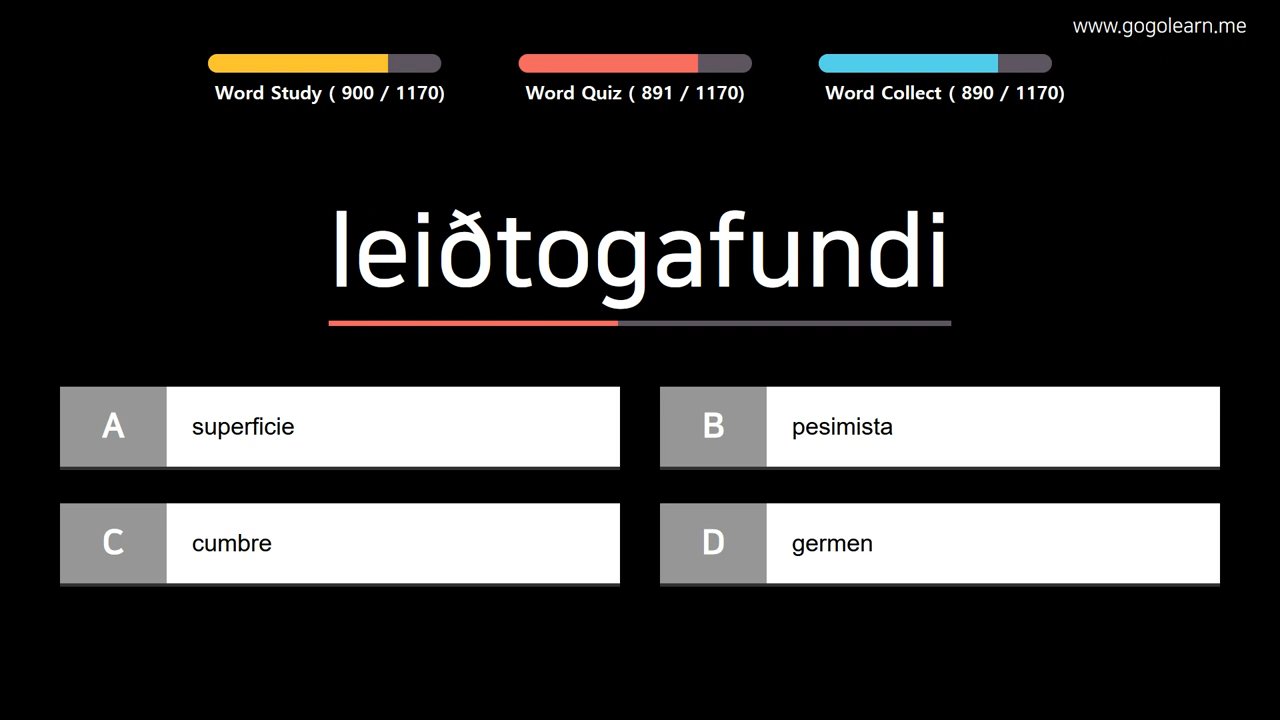 www.gogolearn.me
Word Study ( 900 / 1170)
Word Quiz ( 891 / 1170)
Word Collect ( 890 / 1170)
leiðtogafundi
A superficie
B pesimista
C cumbre
D germen